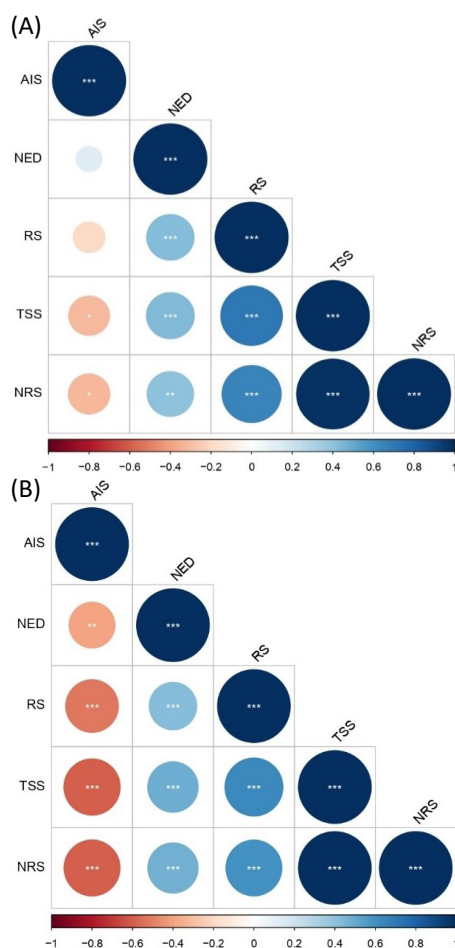 (A)
AIS
AIS ***
NED
NED ***
RS
RS *** ***
TSS
TSS * *** *** ***
NRS
NRS * ** *** *** ***
−1 −0.8 −0.6 −0.4 −0.2 0 0.2 0.4 0.6 0.8 1
(B)
AIS
AIS ***
NED
NED ** ***
RS
RS *** *** ***
TSS
TSS *** *** *** ***
NRS
NRS *** *** *** *** ***
−1 −0.8 −0.6 −0.4 −0.2 0 0.2 0.4 0.6 0.8 1